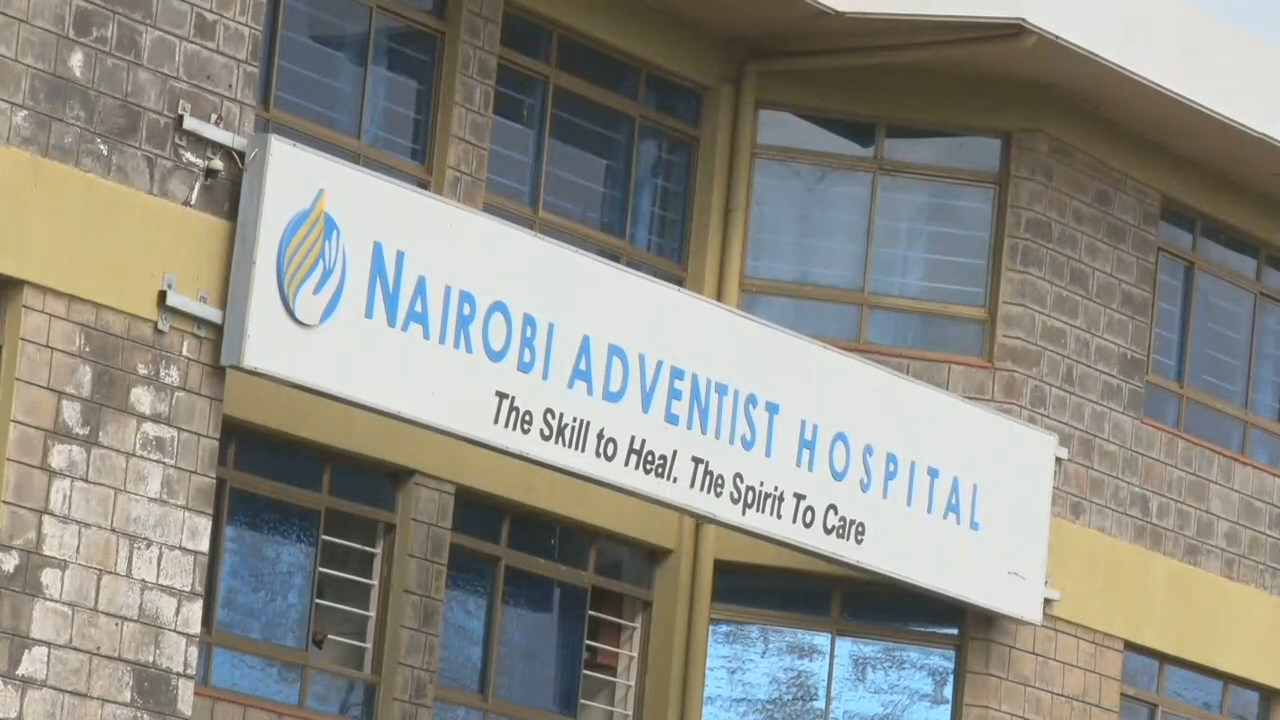 NAIROBI ADVENTIST HOSPITAL
The Skill to Heal. The Spirit To Care